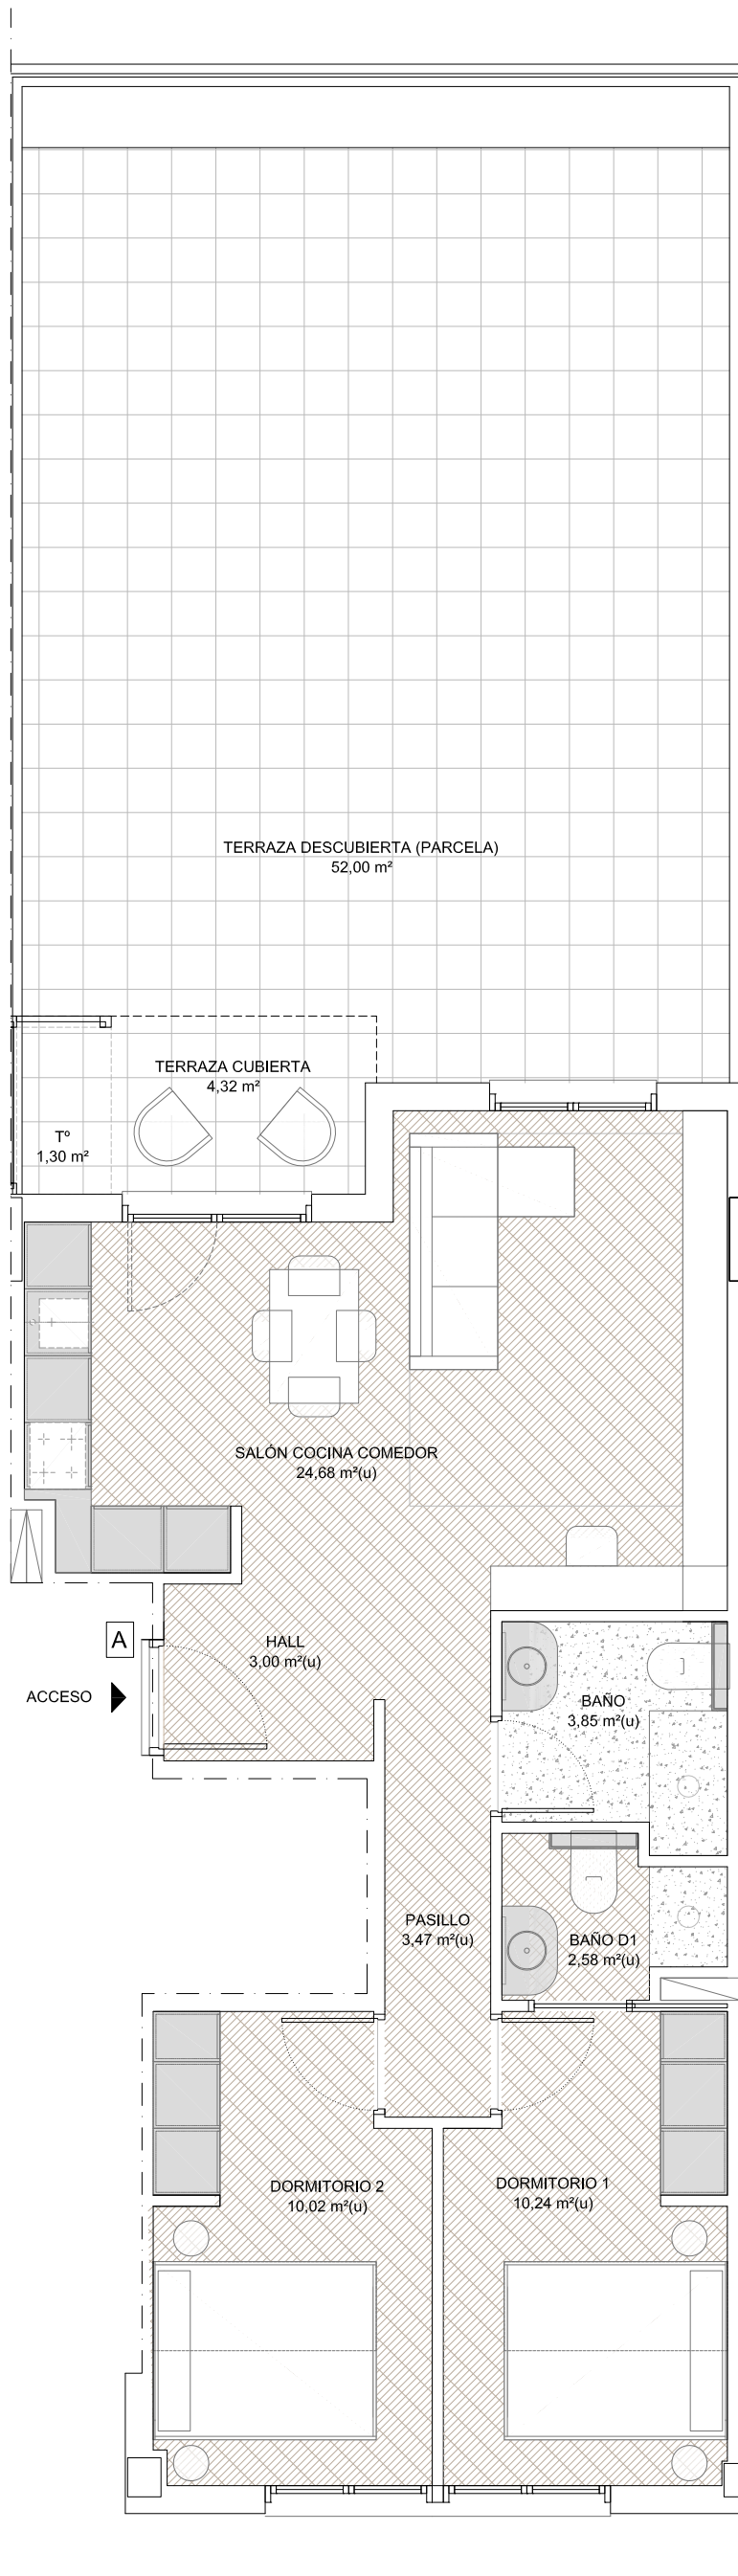 TERRAZA DESCUBIERTA (PARCELA)
52,00 m²
TERRAZA CUBIERTA
4,32 m²
Tº
1,30 m²
SALÓN COCINA COMEDOR
24,68 m²(u)
A
HALL
3,00 m²(u)
ACCESO
BAÑO
3,85 m²(u)
PASILLO
3,47 m²(u)
BAÑO D1
2,58 m²(u)
DORMITORIO 2
10,02 m²(u)
DORMITORIO 1
10,24 m²(u)